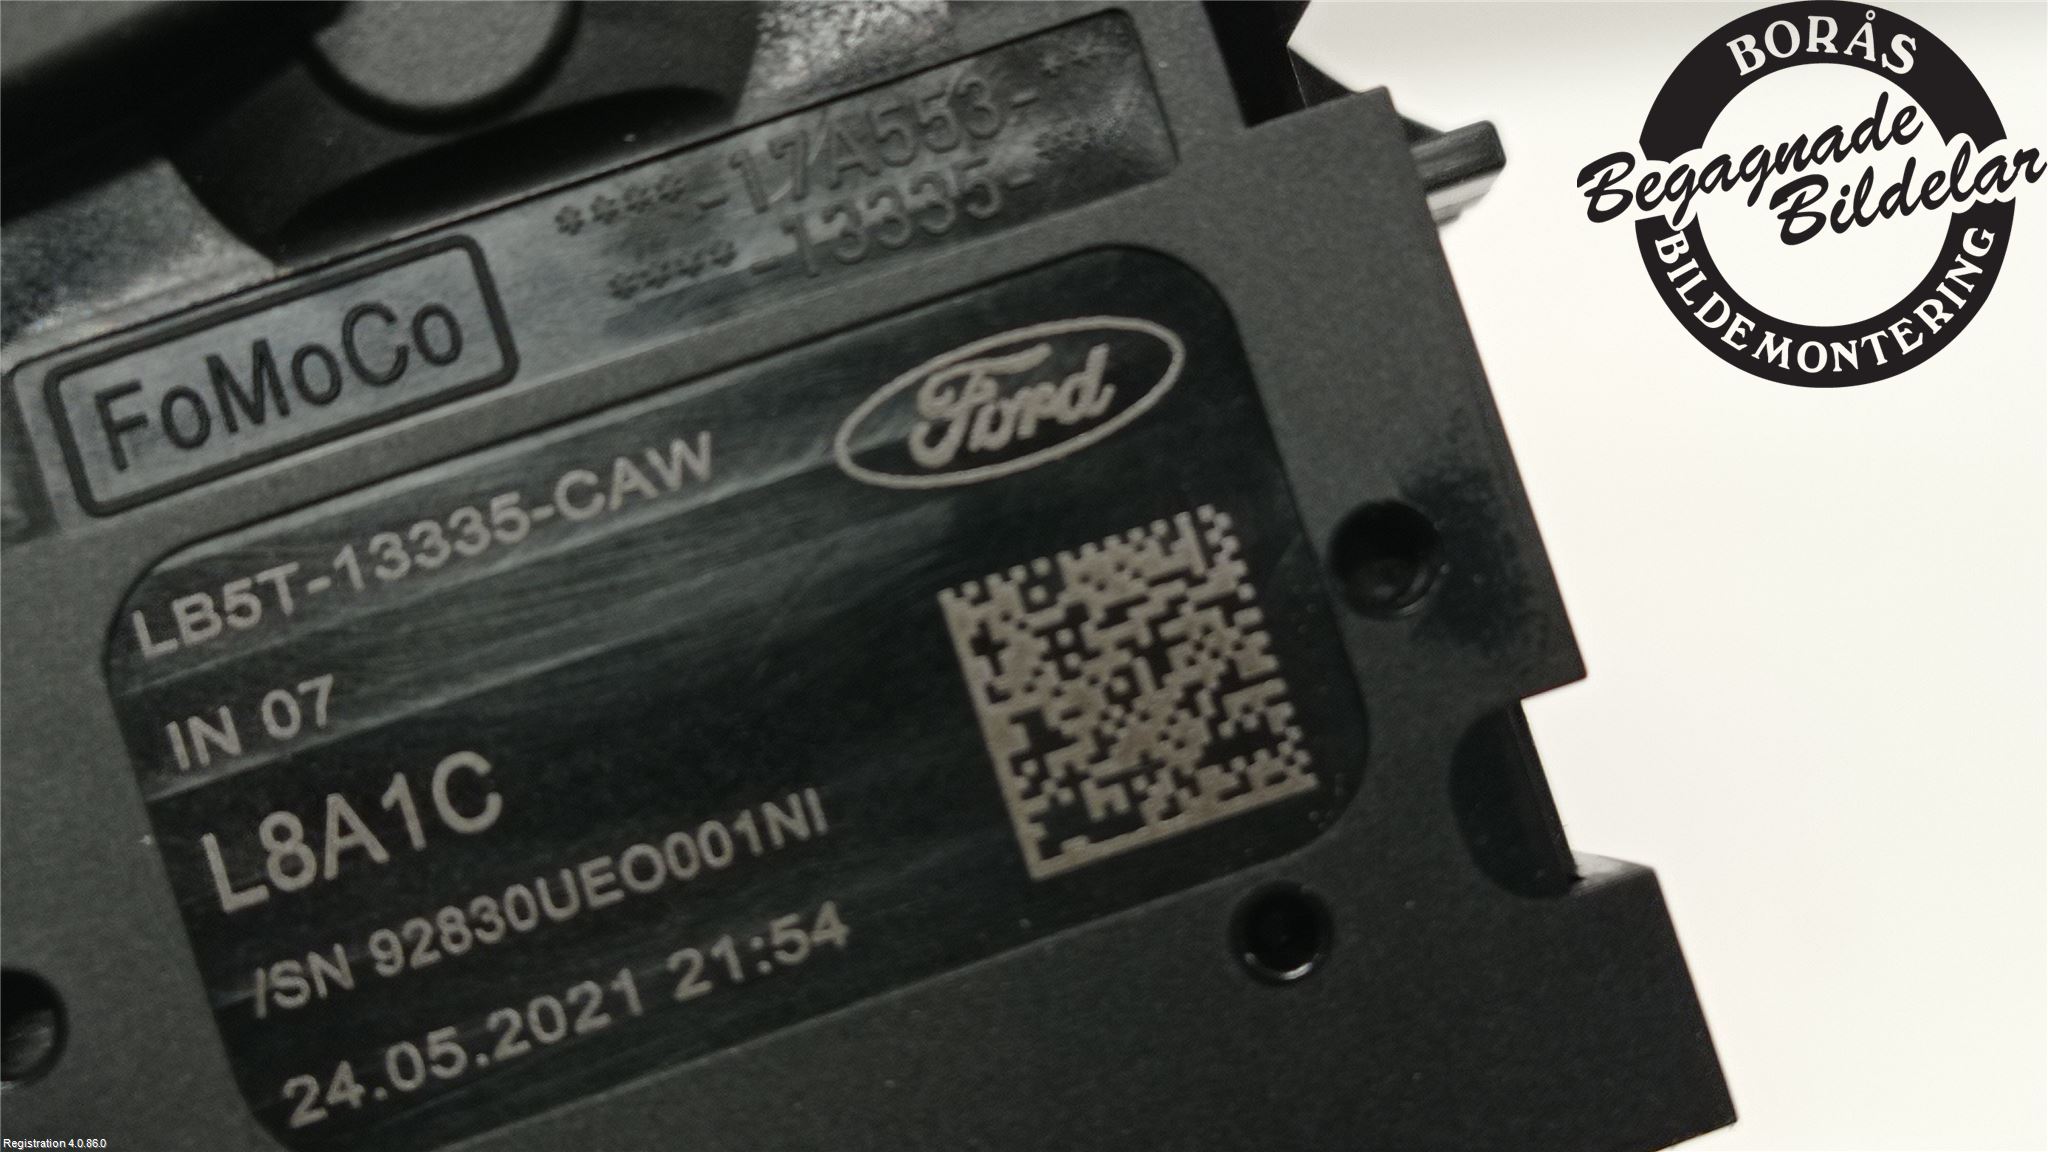 ****-17A553-**
****-13335-**
FoMoCo
Ford
LB5T-13335-CAW
IN 07
L8A1C
/SN 92830UEO001NI
24.05.2021 21:54
BORÅS
Begagnade
Bildelar
BILDEMONTERING
Registration 4.0.86.0